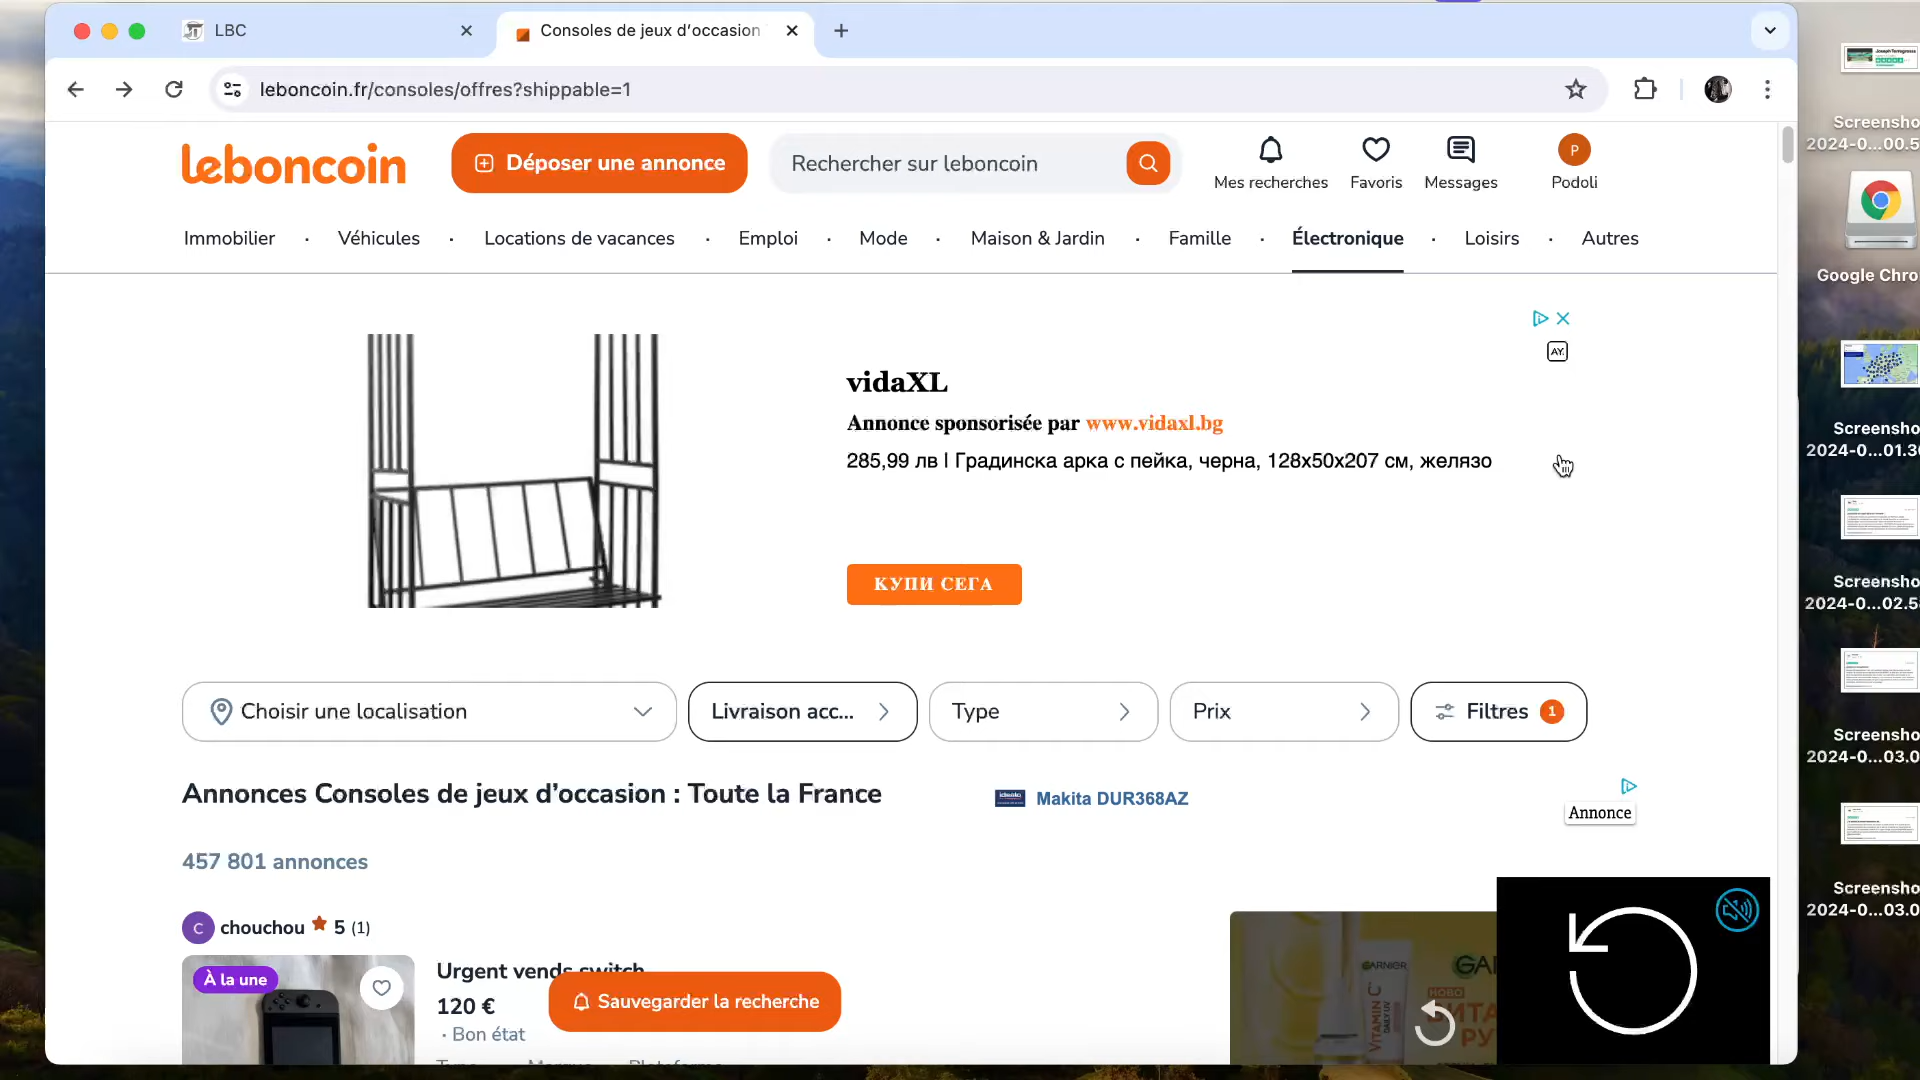 LBC
Consoles de jeux d'occasion
leboncoin.fr/consoles/offres?shippable=1
leboncoin
Déposer une annonce
Rechercher sur leboncoin
Mes recherches
Favoris
Messages
P
Podoli
Immobilier · Véhicules · Locations de vacances · Emploi · Mode · Maison & Jardin · Famille · Électronique · Loisirs · Autres
AY.
vidaXL
Annonce sponsorisée par www.vidaxl.bg
285,99 лв | Градинска арка с пейка, черна, 128x50x207 см, желязо
КУПИ СЕГА
Choisir une localisation
Livraison acc...
Type
Prix
Filtres 1
Annonces Consoles de jeux d'occasion : Toute la France
Makita DUR368AZ
Annonce
457 801 annonces
C
chouchou 5 (1)
À la une
Urgent vends switch
120 €
· Bon état
Sauvegarder la recherche
GARNIER
GA
НОВО
VITAMIN C
Screensho
2024-0...00.5
Google Chro
Screensho
2024-0...01.3
Screensho
2024-0...02.5
Screensho
2024-0...03.0
Screensho
2024-0...03.0